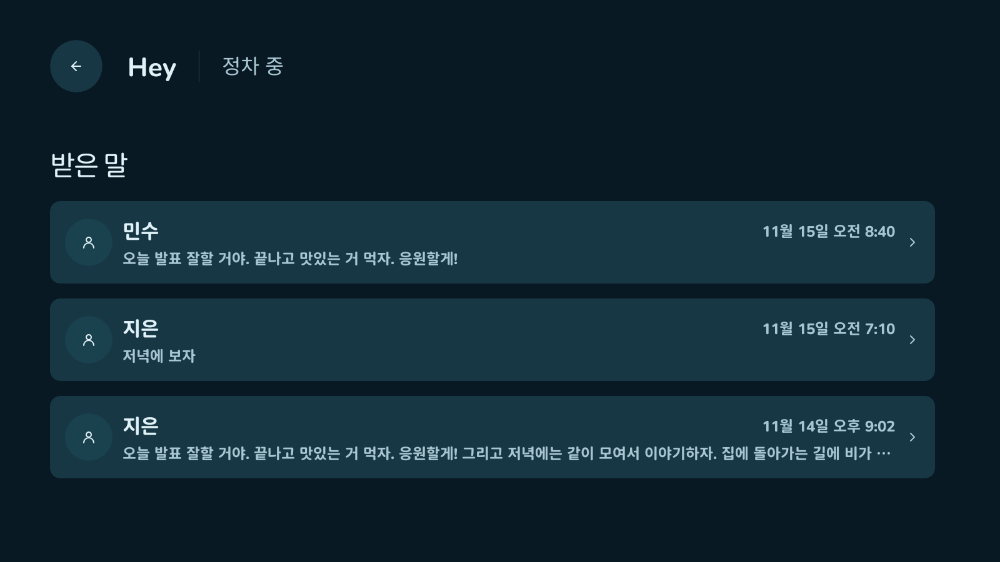 Hey
정차 중
받은 말
민수
11월 15일 오전 8:40
오늘 발표 잘할 거야. 끝나고 맛있는 거 먹자. 응원할게!
지은
11월 15일 오전 7:10
저녁에 보자
지은
11월 14일 오후 9:02
오늘 발표 잘할 거야. 끝나고 맛있는 거 먹자. 응원할게! 그리고 저녁에는 같이 모여서 이야기하자. 집에 돌아가는 길에 비가 …